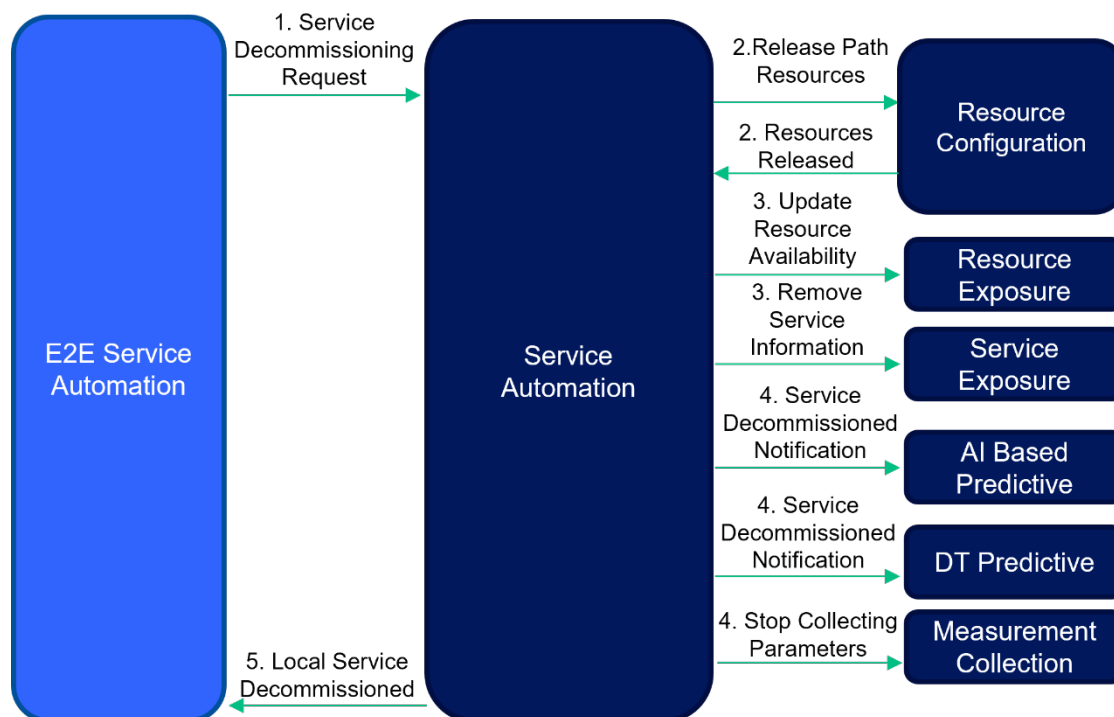 1. Service
Decommissioning
Request
2.Release Path
Resources
Resource
Configuration
2. Resources
Released
3. Update
Resource
Availability
Resource
Exposure
3. Remove
Service
Information
Service
Exposure
E2E Service
Automation
Service
Automation
4. Service
Decommissioned
Notification
AI Based
Predictive
4. Service
Decommissioned
Notification
DT Predictive
4. Stop Collecting
Parameters
Measurement
Collection
5. Local Service
Decommissioned